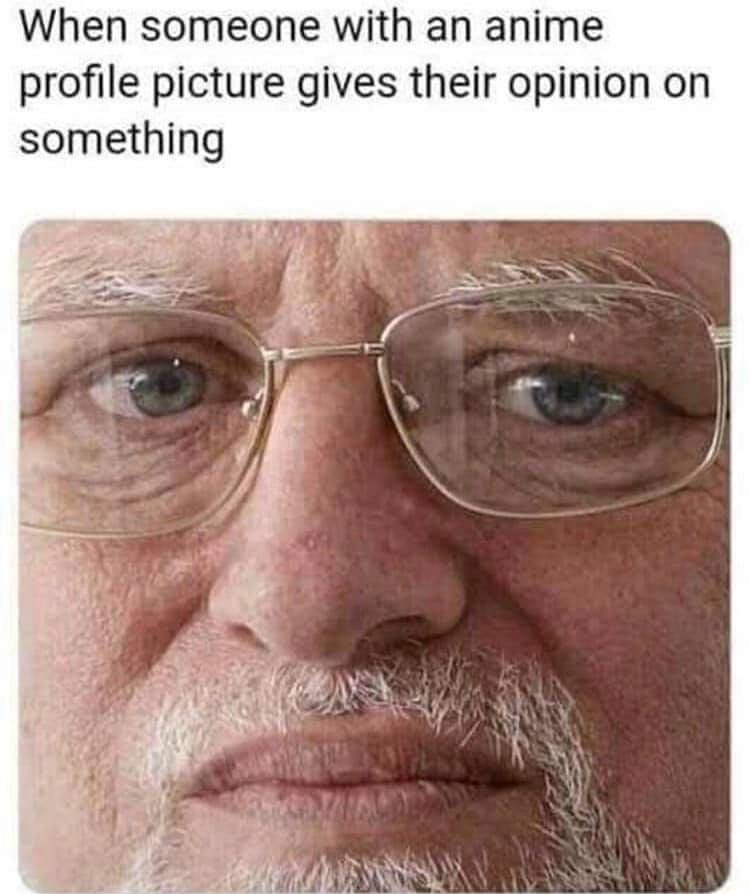 When someone with an anime
profile picture gives their opinion on
something